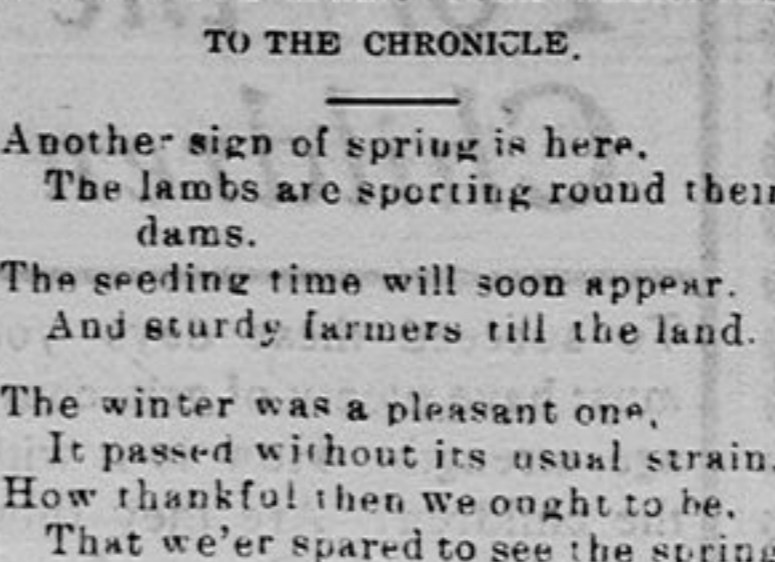 TO THE CHRONICLE.
Another sign of spring is here.
The lambs are sporting round their
dams.
The seeding time will soon appear.
And sturdy farmers till the land.
The winter was a pleasant one,
It passed without its usual strain.
How thankful then we ought to be,
That we'er spared to see the spring